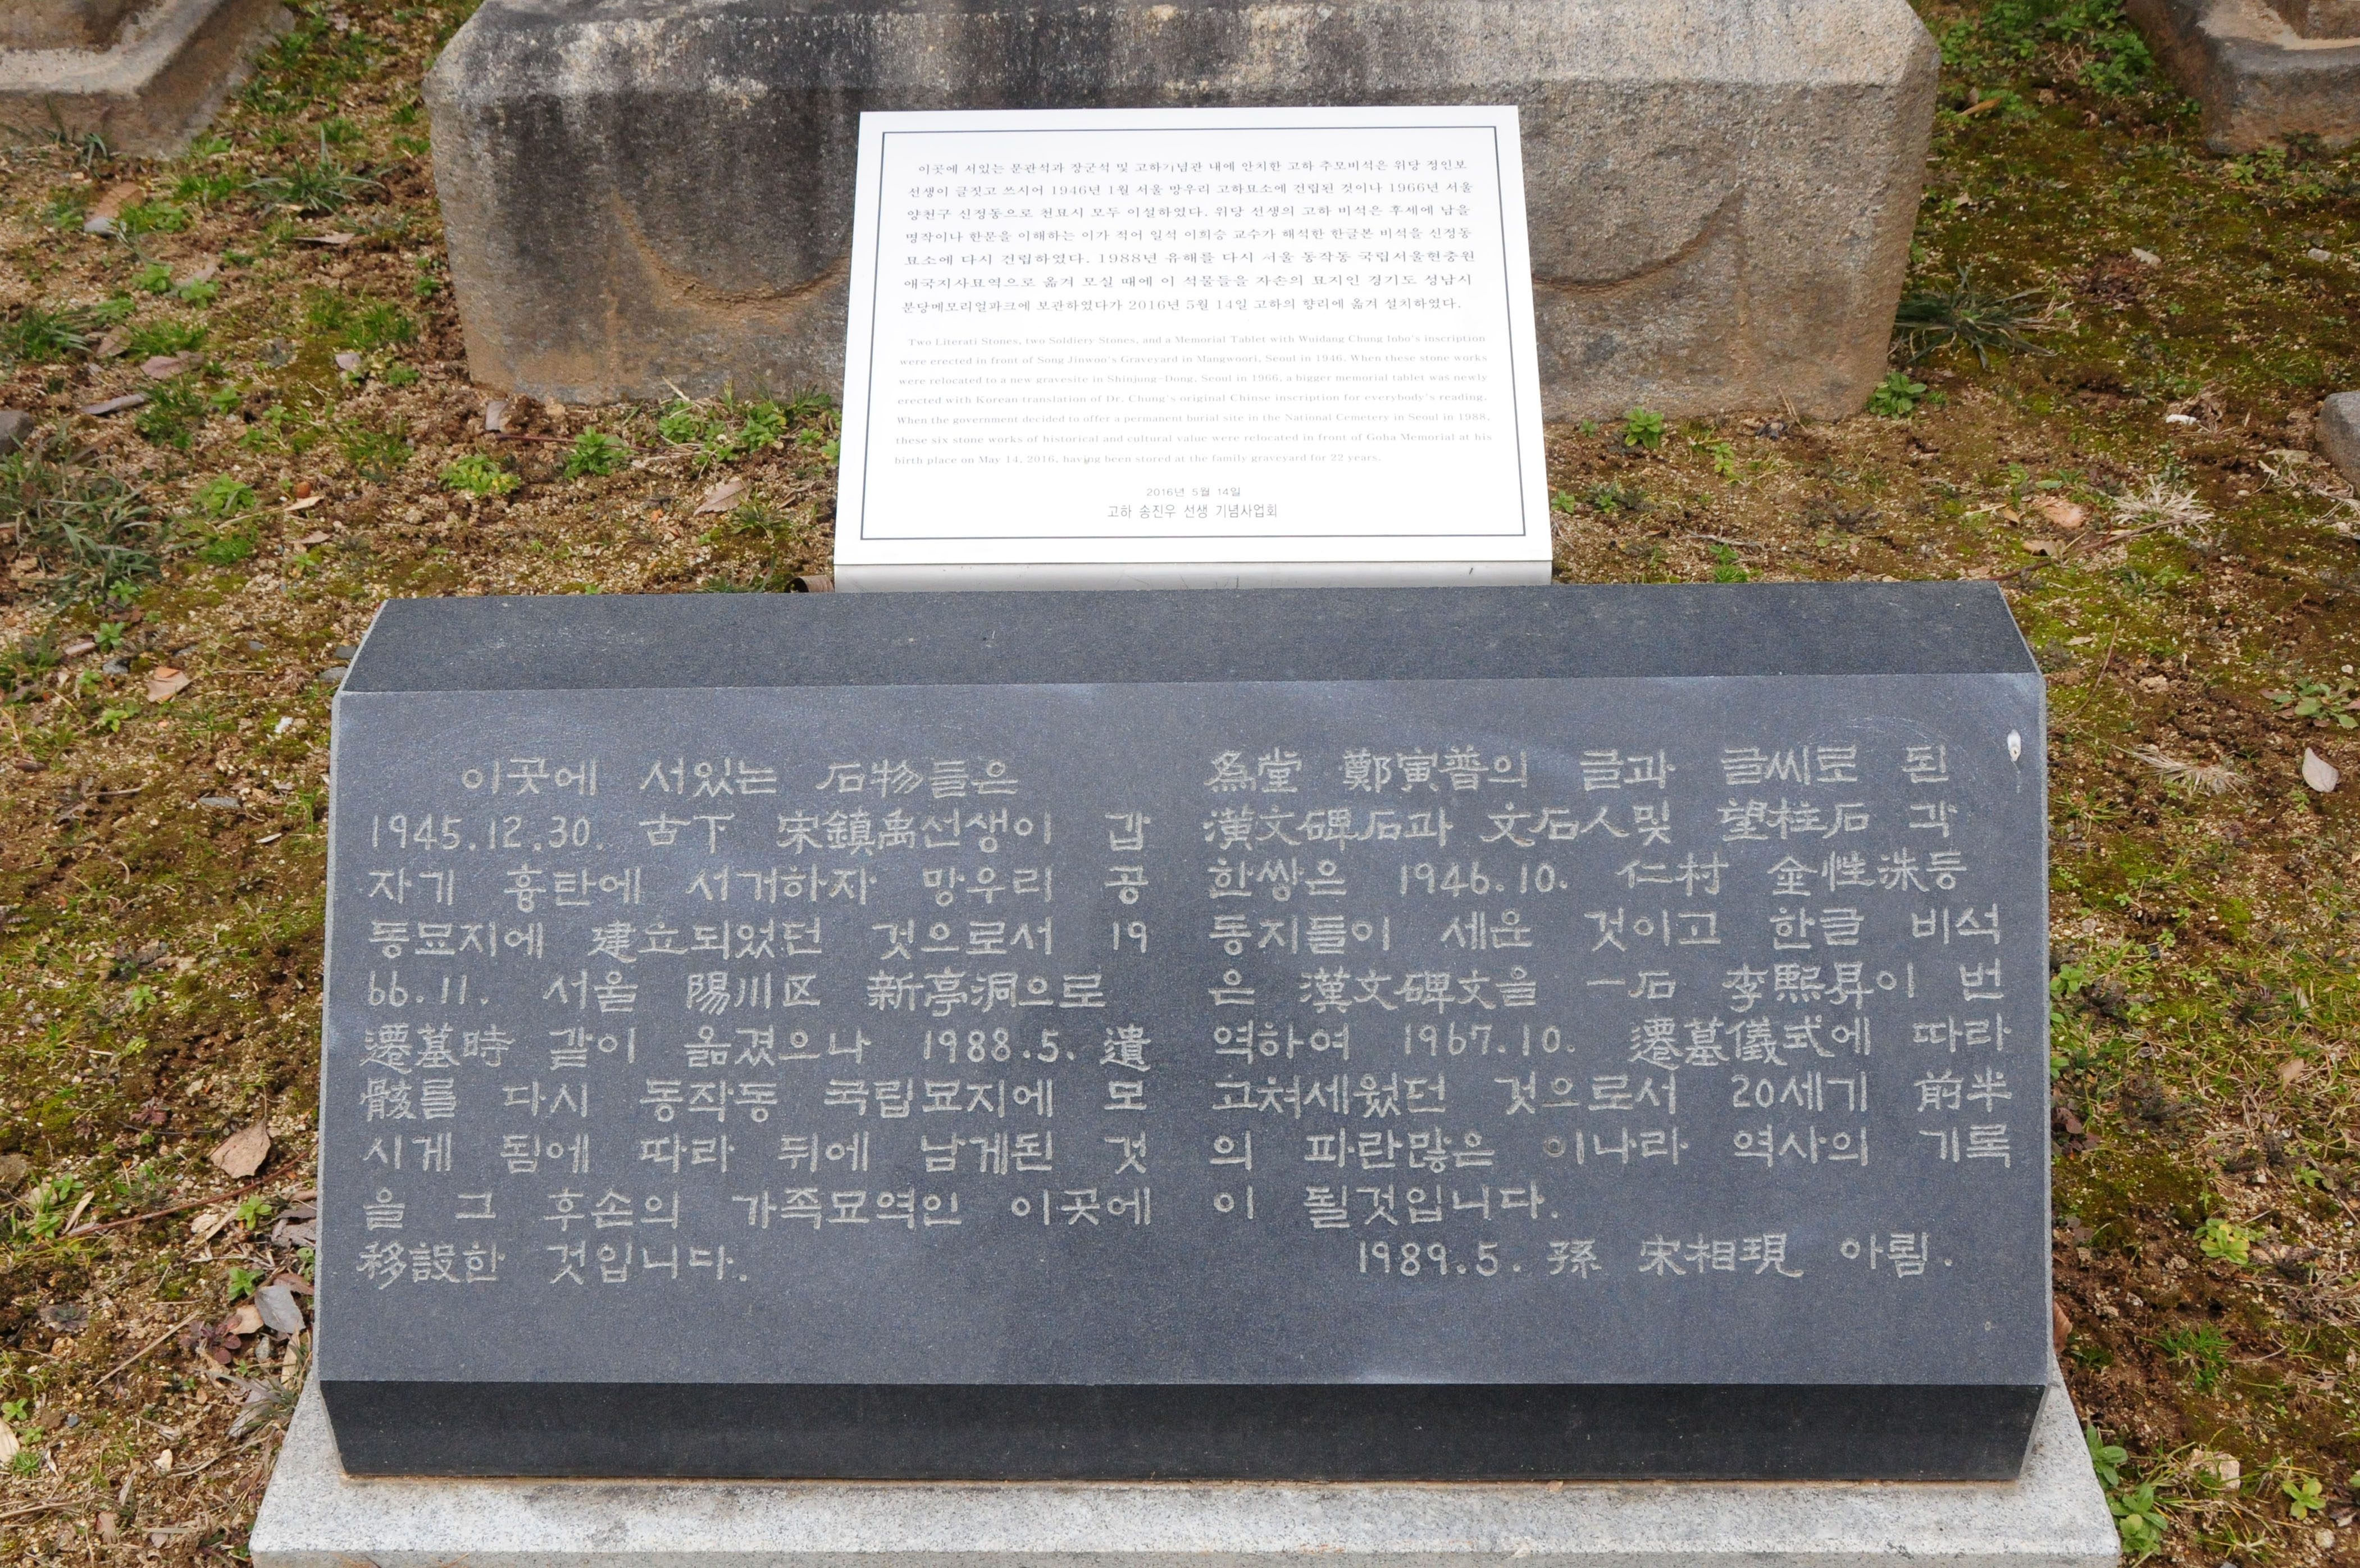 이곳에 서있는 문관석과 장군석 및 고하기념관 내에 안치한 고하 추모비석은 위당 정인보
선생이 글짓고 쓰시어 1946년 1월 서울 망우리 고하묘소에 건립된 것이나 1966년 서울
양천구 신정동으로 천묘시 모두 이설하였다. 위당 선생의 고하 비석은 후세에 남을
명작이나 한문을 이해하는 이가 적어 일석 이희승 교수가 해석한 한글본 비석을 신정동
묘소에 다시 건립하였다. 1988년 유해를 다시 서울 동작동 국립서울현충원
애국지사묘역으로 옮겨 모실 때에 이 석물들을 자손의 묘지인 경기도 성남시
분당메모리얼파크에 보관하였다가 2016년 5월 14일 고하의 향리에 옮겨 설치하였다.
Two Literati Stones, two Soldiery Stones, and a Memorial Tablet with Wuidang Chung Inbo's inscription
were erected in front of Song Jinwoo's Graveyard in Mangwoori, Seoul in 1946. When these stone works
were relocated to a new gravesite in Shinjung-Dong, Seoul in 1966, a bigger memorial tablet was newly
erected with Korean translation of Dr. Chung's original Chinse inscription for everybody's reading.
When the government decided to offer a permanent burial site in the National Cemetery in Seoul in 1988,
these six stone works of historical and cultural value were relocated in front of Goha Memorial at his
birth place on May 14, 2016, having been stored at the family graveyard for 22 years.
2016년 5월 14일
고하 송진우 선생 기념사업회
이곳에 서있는 石物들은
1945.12.30. 古下 宋鎮禹선생이 갑
자기 흉탄에 서거하자 망우리 공
동묘지에 建立되었던 것으로서 19
66.11. 서울 陽川区 新亭洞으로
遷墓時 같이 옮겼으나 1988.5. 遺
骸를 다시 동작동 국립묘지에 모
시게 됨에 따라 뒤에 남게된 것
을 그 후손의 가족묘역인 이곳에
移設한 것입니다.
爲堂 鄭寅普의 글과 글씨로 된
漢文碑石과 文石人및 望柱石 각
한쌍은 1946.10. 仁村 金性洙등
동지들이 세운 것이고 한글 비석
은 漢文碑文을 一石 李熙昇이 번
역하여 1967.10. 遷墓儀式에 따라
고쳐세웠던 것으로서 20세기 前半
의 파란많은 이나라 역사의 기록
이 될것입니다.
1989.5. 孫 宋相現 아룀.